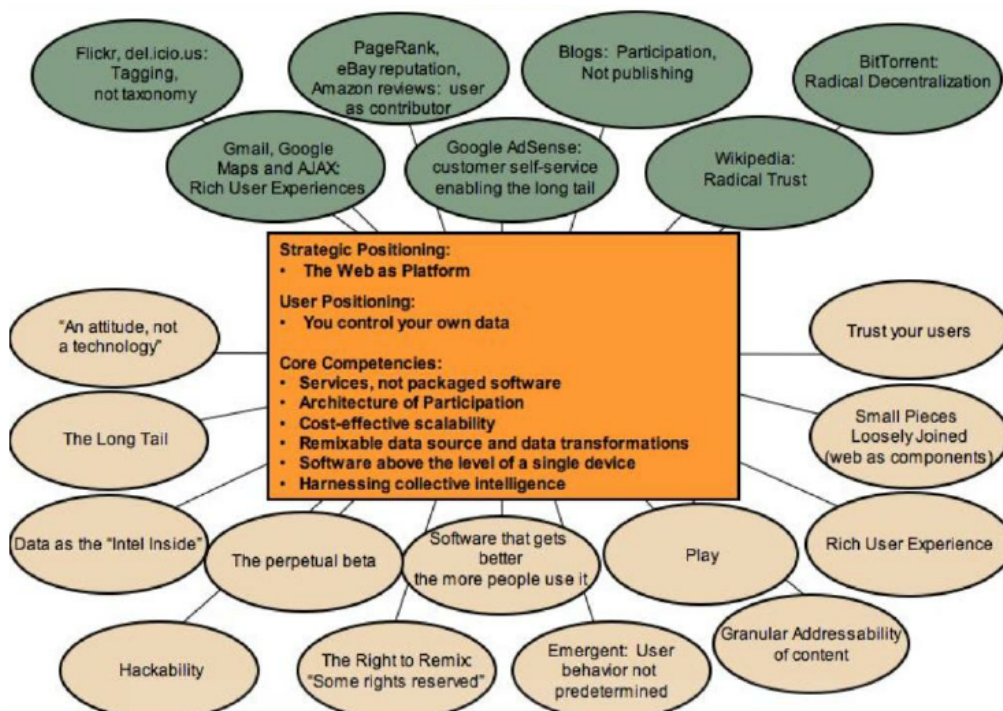 Flickr, del.icio.us:
Tagging,
not taxonomy
PageRank,
eBay reputation,
Amazon reviews: user
as contributor
Blogs: Participation,
Not publishing
BitTorrent:
Radical Decentralization
Gmail, Google
Maps and AJAX:
Rich User Experiences
Google AdSense:
customer self-service
enabling the long tail
Wikipedia:
Radical Trust
Strategic Positioning:
• The Web as Platform
User Positioning:
• You control your own data
Core Competencies:
• Services, not packaged software
• Architecture of Participation
• Cost-effective scalability
• Remixable data source and data transformations
• Software above the level of a single device
• Harnessing collective intelligence
"An attitude, not
a technology"
Trust your users
The Long Tail
Small Pieces
Loosely Joined
(web as components)
Data as the "Intel Inside"
The perpetual beta
Software that gets
better
the more people use it
Play
Rich User Experience
Hackability
The Right to Remix:
"Some rights reserved"
Emergent: User
behavior not
predetermined
Granular Addressability
of content